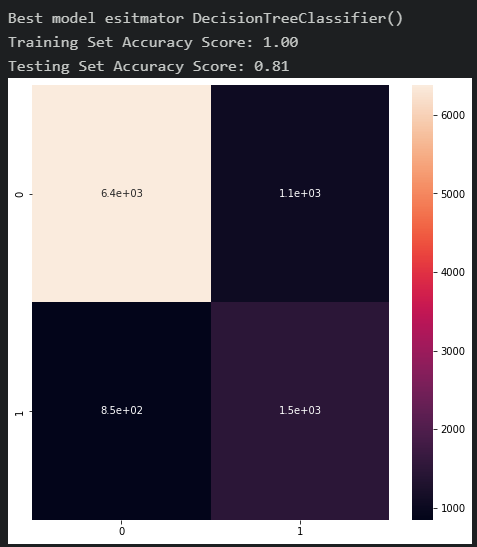 Best model esitmator DecisionTreeClassifier()
Training Set Accuracy Score: 1.00
Testing Set Accuracy Score: 0.81
6000
0
6.4e+03
1.1e+03
5000
4000
3000
1
8.5e+02
1.5e+03
2000
1000
0
1